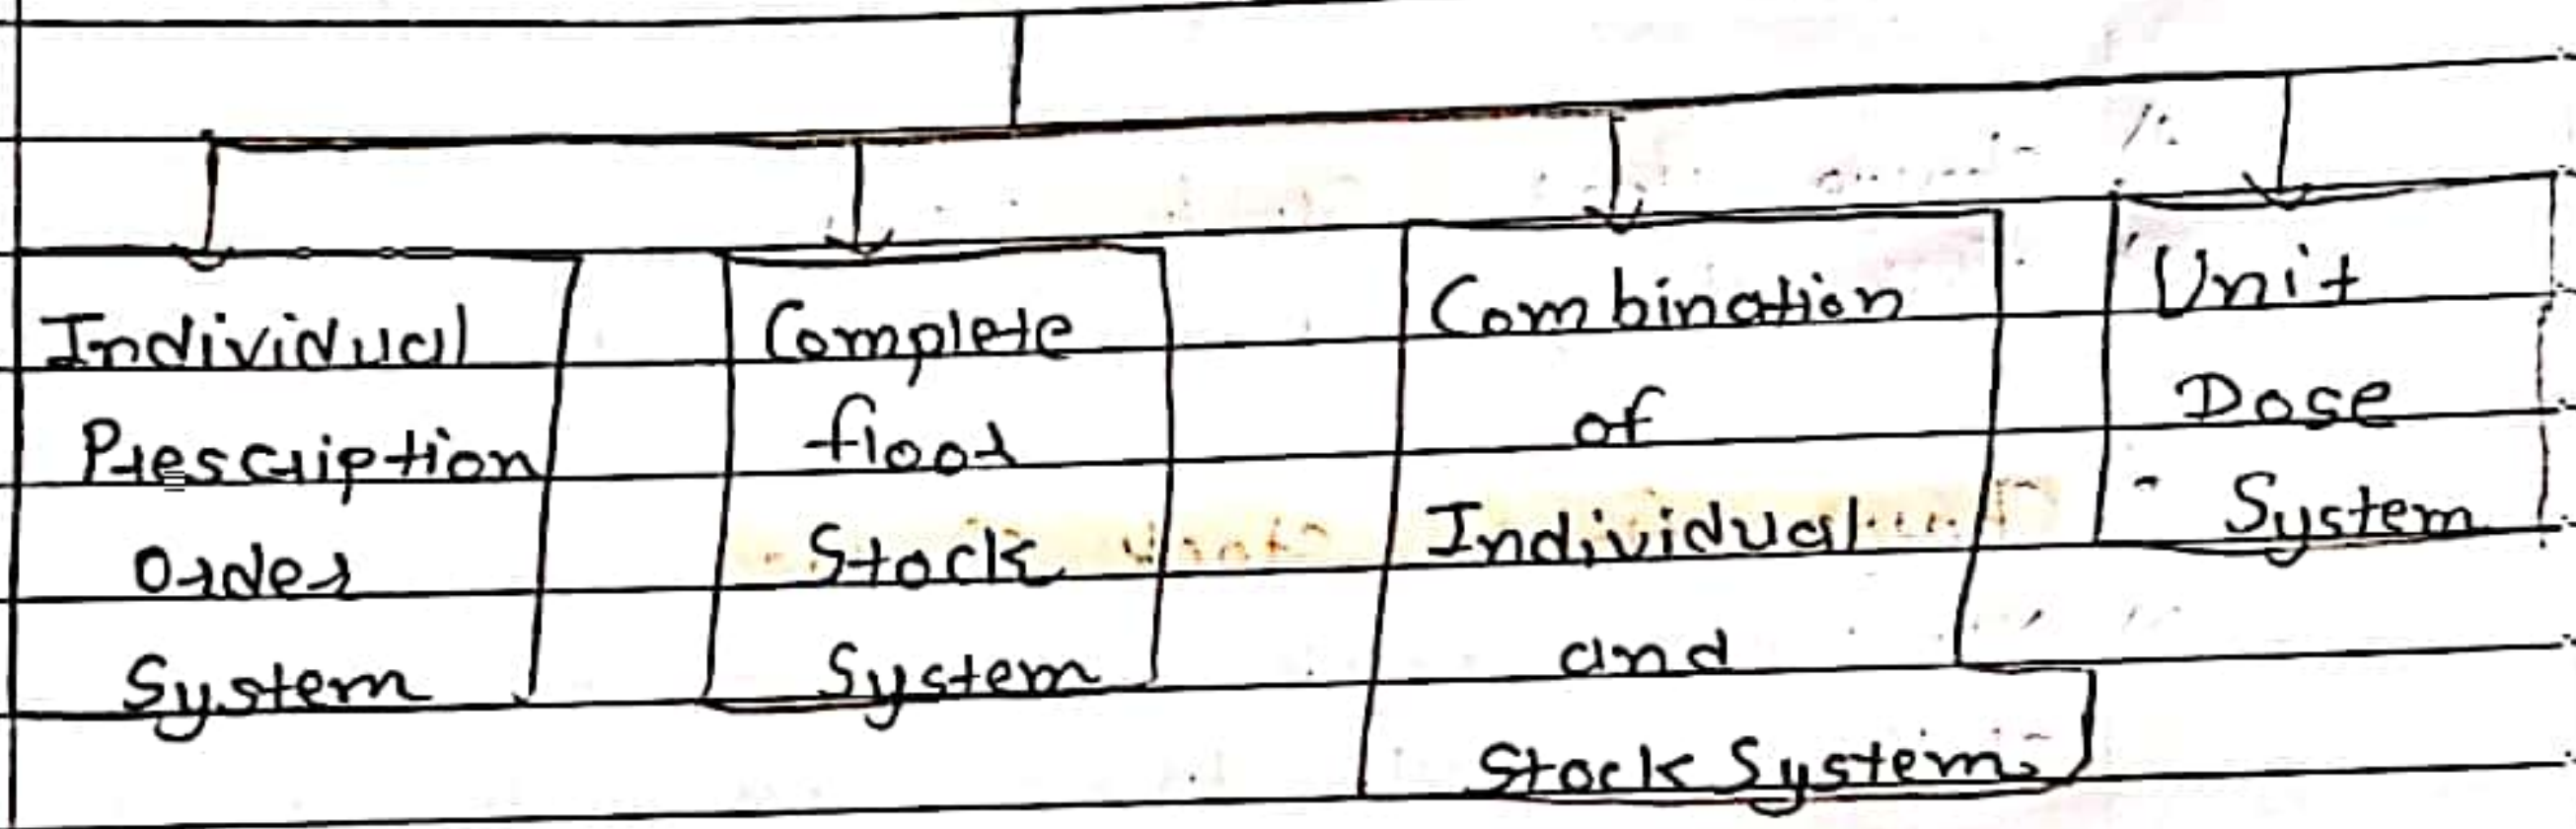 Individual
Prescription
Order
System
Complete
floor
Stock
System
Combination
of
Individual
and
Stock System.
Unit
Dose
System